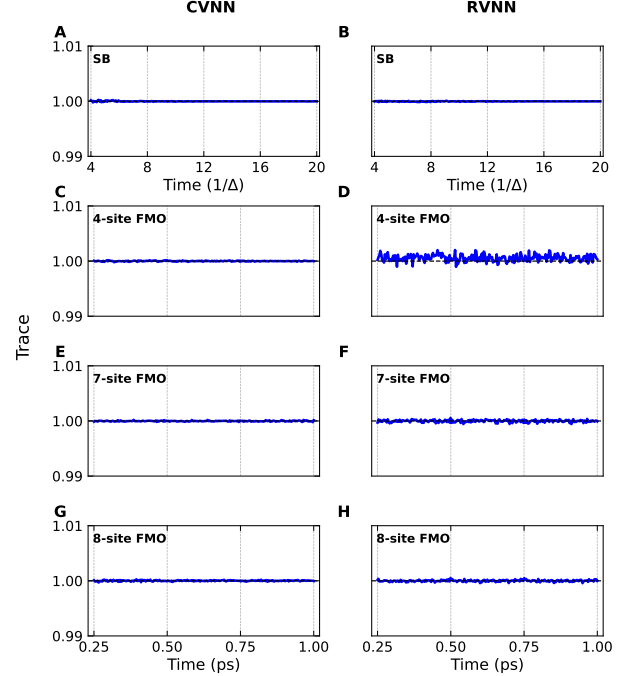 CVNN RVNN
A B
1.01
SB SB
1.00
0.99
4 8 12 16 20 4 8 12 16 20
Time (1/Δ) Time (1/Δ)
C D
1.01
4-site FMO 4-site FMO
1.00
0.99
Trace
E F
1.01
7-site FMO 7-site FMO
1.00
0.99
G H
1.01
8-site FMO 8-site FMO
1.00
0.99
0.25 0.50 0.75 1.00 0.25 0.50 0.75 1.00
Time (ps) Time (ps)